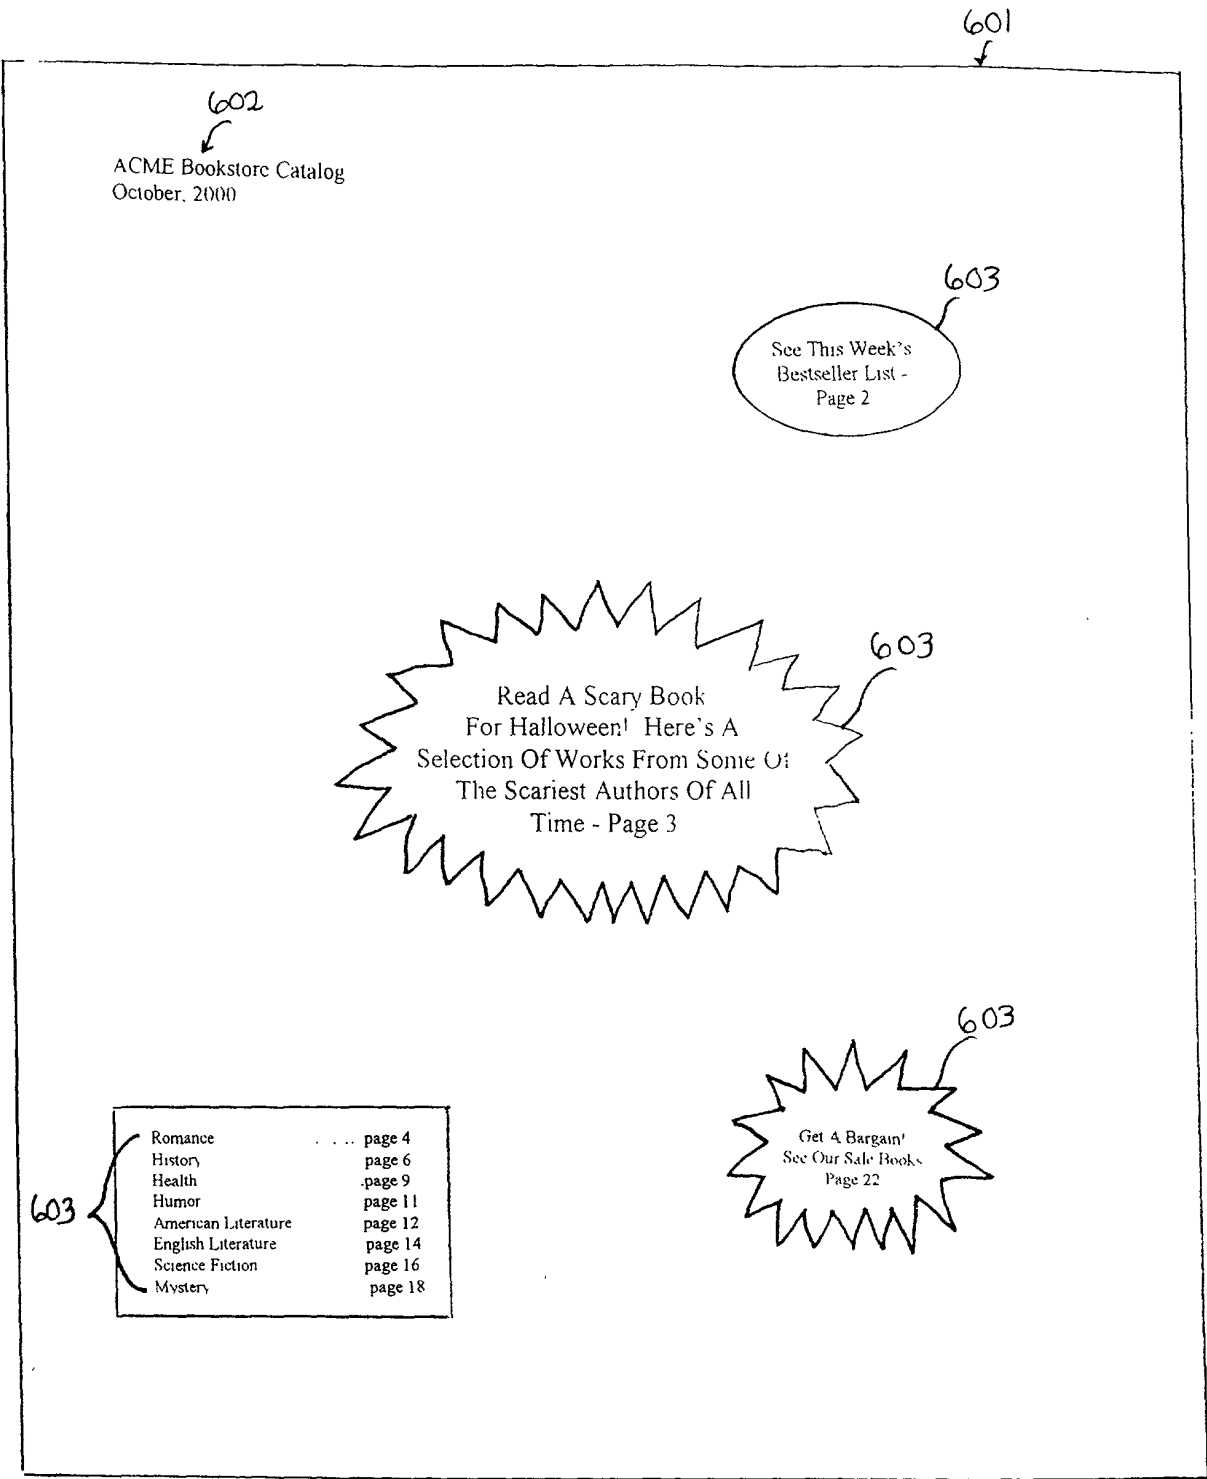 601
602
ACME Bookstore Catalog
October, 2000
603
See This Week's
Bestseller List -
Page 2
603
Read A Scary Book
For Halloween! Here's A
Selection Of Works From Some Of
The Scariest Authors Of All
Time - Page 3
603
Get A Bargain!
See Our Sale Books
Page 22
603
Romance . . . . page 4
History page 6
Health .page 9
Humor page 11
American Literature page 12
English Literature page 14
Science Fiction page 16
Mystery page 18